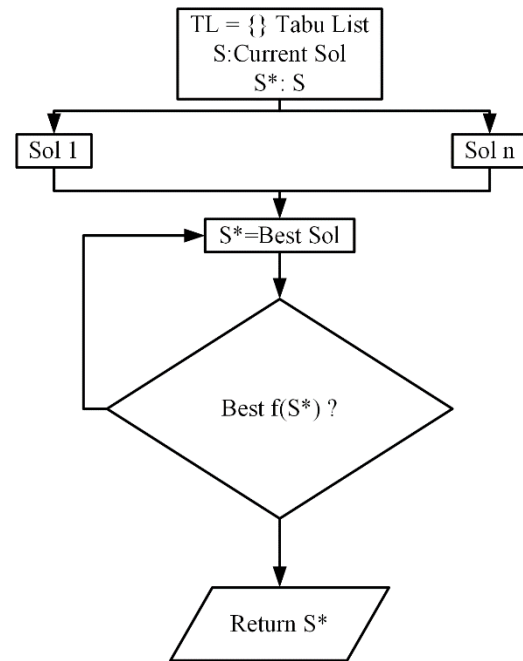 TL = {} Tabu List
S:Current Sol
S*: S
Sol 1
Sol n
S*=Best Sol
Best f(S*) ?
Return S*